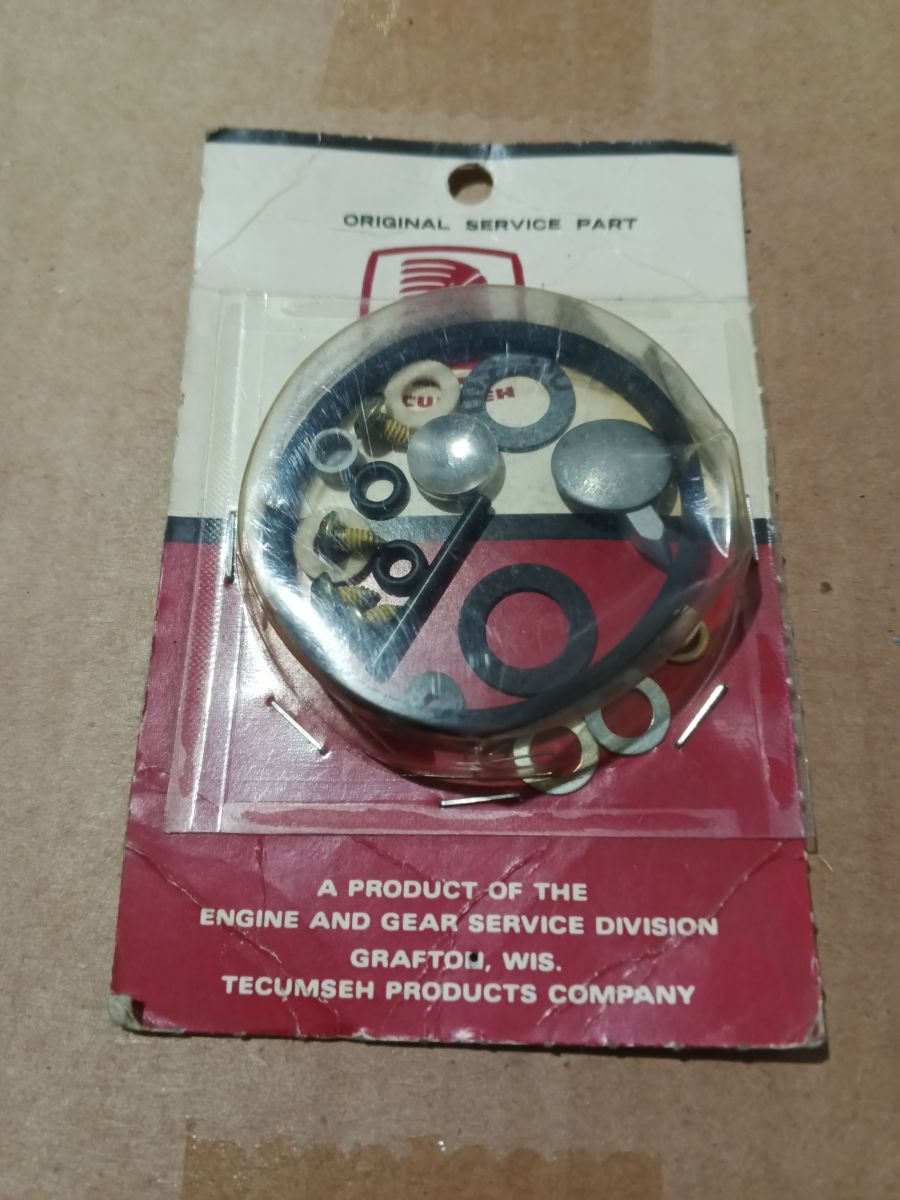 ORIGINAL SERVICE PART
A PRODUCT OF THE
ENGINE AND GEAR SERVICE DIVISION
GRAFTON, WIS.
TECUMSEH PRODUCTS COMPANY